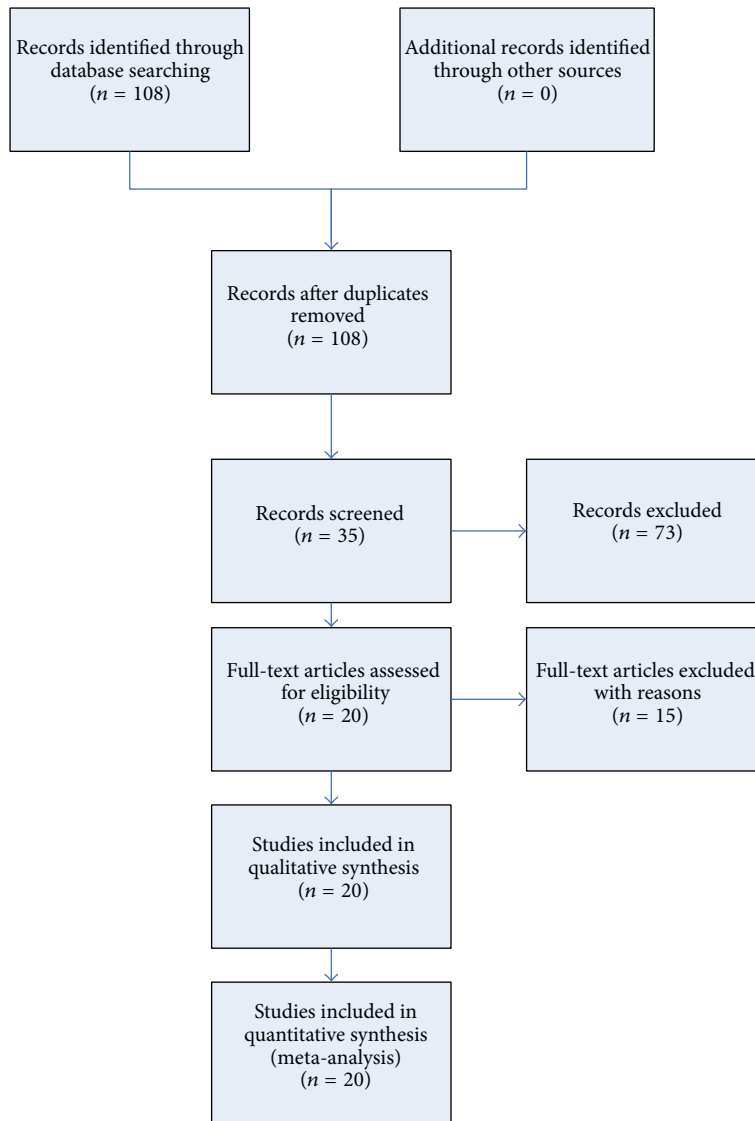 Records identified through
database searching
(n = 108)
Additional records identified
through other sources
(n = 0)
Records after duplicates
removed
(n = 108)
Records screened
(n = 35)
Records excluded
(n = 73)
Full-text articles assessed
for eligibility
(n = 20)
Full-text articles excluded
with reasons
(n = 15)
Studies included in
qualitative synthesis
(n = 20)
Studies included in
quantitative synthesis
(meta-analysis)
(n = 20)